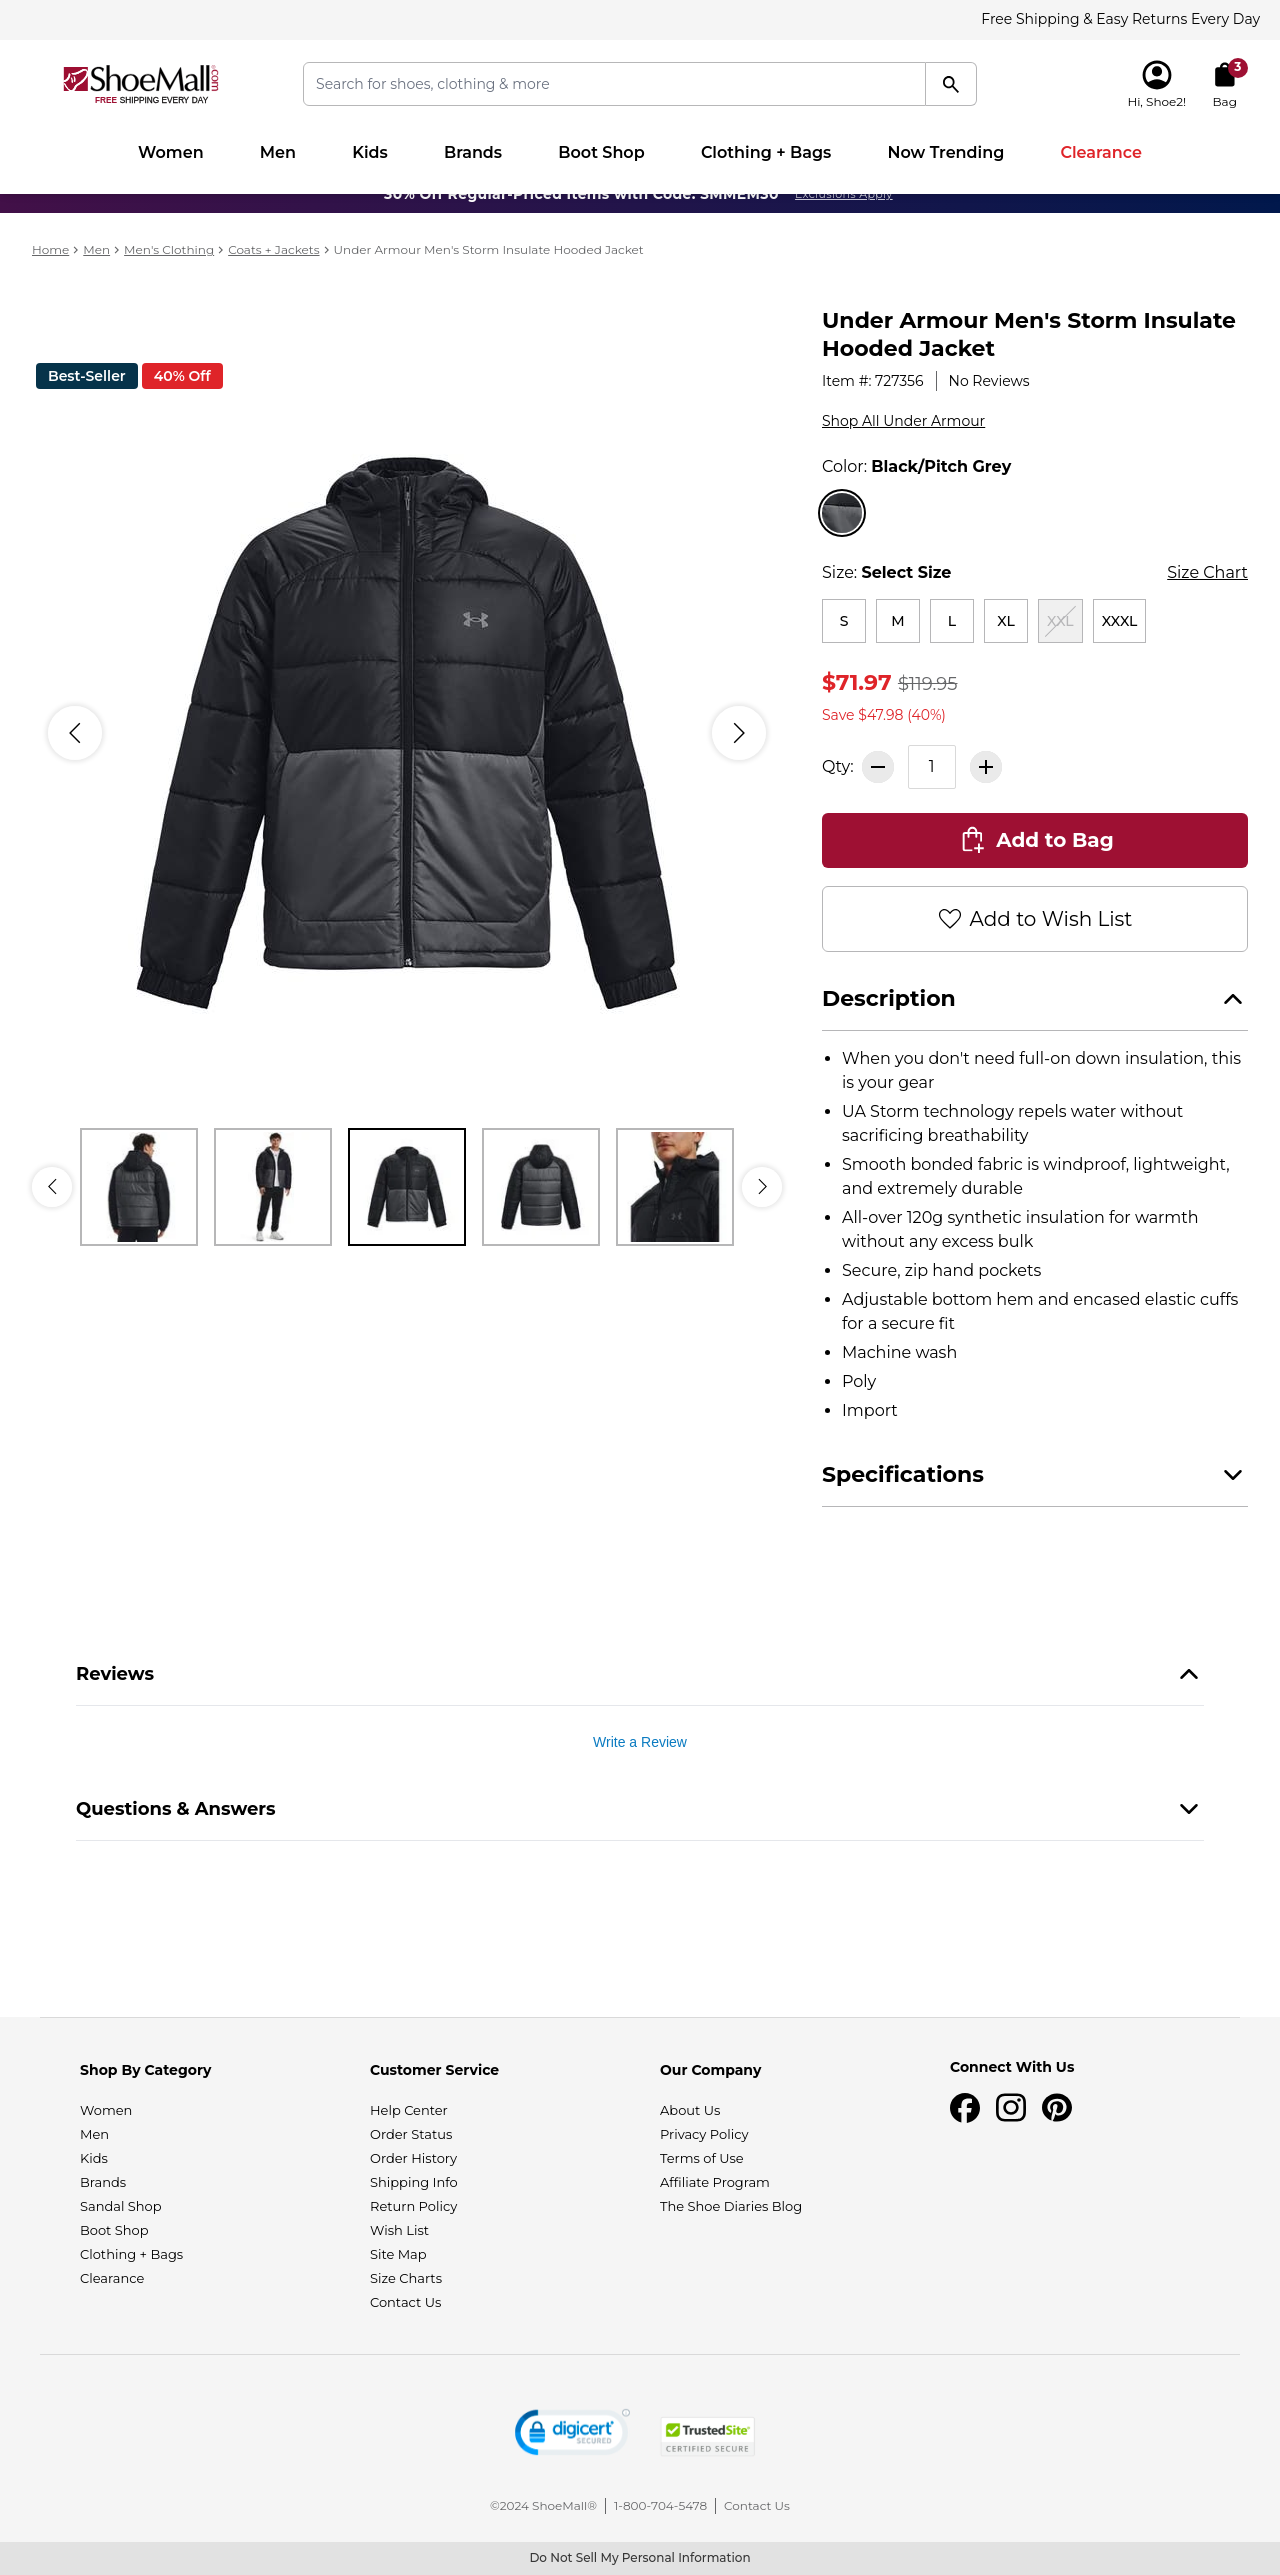 Free Shipping & Easy Returns Every Day
ShoeMall.com
FREE SHIPPING EVERY DAY
Search for shoes, clothing & more
Hi, Shoe2!
3
Bag
Women
Men
Kids
Brands
Boot Shop
Clothing + Bags
Now Trending
Clearance
30% Off Regular-Priced Items with Code: SMMEM30 Exclusions Apply
Home > Men > Men's Clothing > Coats + Jackets > Under Armour Men's Storm Insulate Hooded Jacket
Best-Seller
40% Off
Under Armour Men's Storm Insulate
Hooded Jacket
Item #: 727356
No Reviews
Shop All Under Armour
Color: Black/Pitch Grey
Size: Select Size
Size Chart
S
M
L
XL
XXL
XXXL
$71.97 $119.95
Save $47.98 (40%)
Qty:
1
Add to Bag
Add to Wish List
Description
• When you don't need full-on down insulation, this
is your gear
• UA Storm technology repels water without
sacrificing breathability
• Smooth bonded fabric is windproof, lightweight,
and extremely durable
• All-over 120g synthetic insulation for warmth
without any excess bulk
• Secure, zip hand pockets
• Adjustable bottom hem and encased elastic cuffs
for a secure fit
• Machine wash
• Poly
• Import
Specifications
Reviews
Write a Review
Questions & Answers
Shop By Category
Women
Men
Kids
Brands
Sandal Shop
Boot Shop
Clothing + Bags
Clearance
Customer Service
Help Center
Order Status
Order History
Shipping Info
Return Policy
Wish List
Site Map
Size Charts
Contact Us
Our Company
About Us
Privacy Policy
Terms of Use
Affiliate Program
The Shoe Diaries Blog
Connect With Us
digicert
SECURED
TrustedSite
CERTIFIED SECURE
©2024 ShoeMall®
1-800-704-5478
Contact Us
Do Not Sell My Personal Information